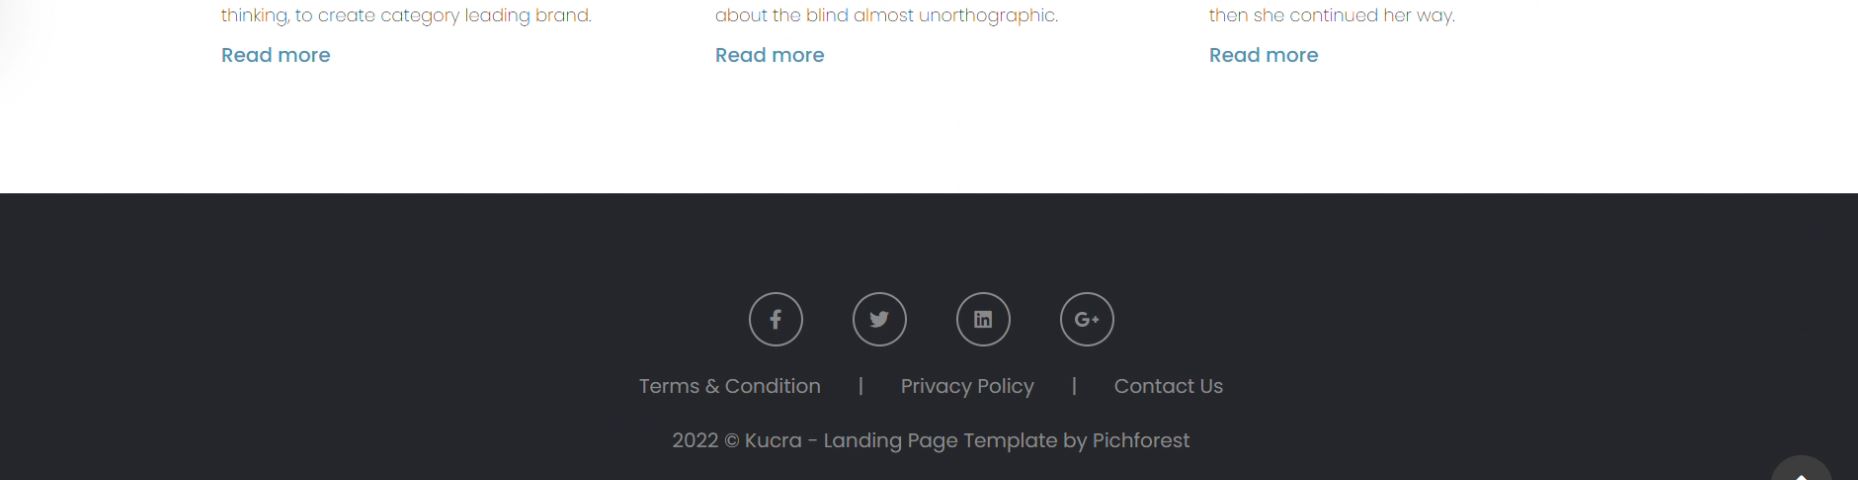 thinking, to create category leading brand.
about the blind almost unorthographic.
then she continued her way.
Read more
Read more
Read more
Terms & Condition | Privacy Policy | Contact Us
2022 © Kucra - Landing Page Template by Pichforest